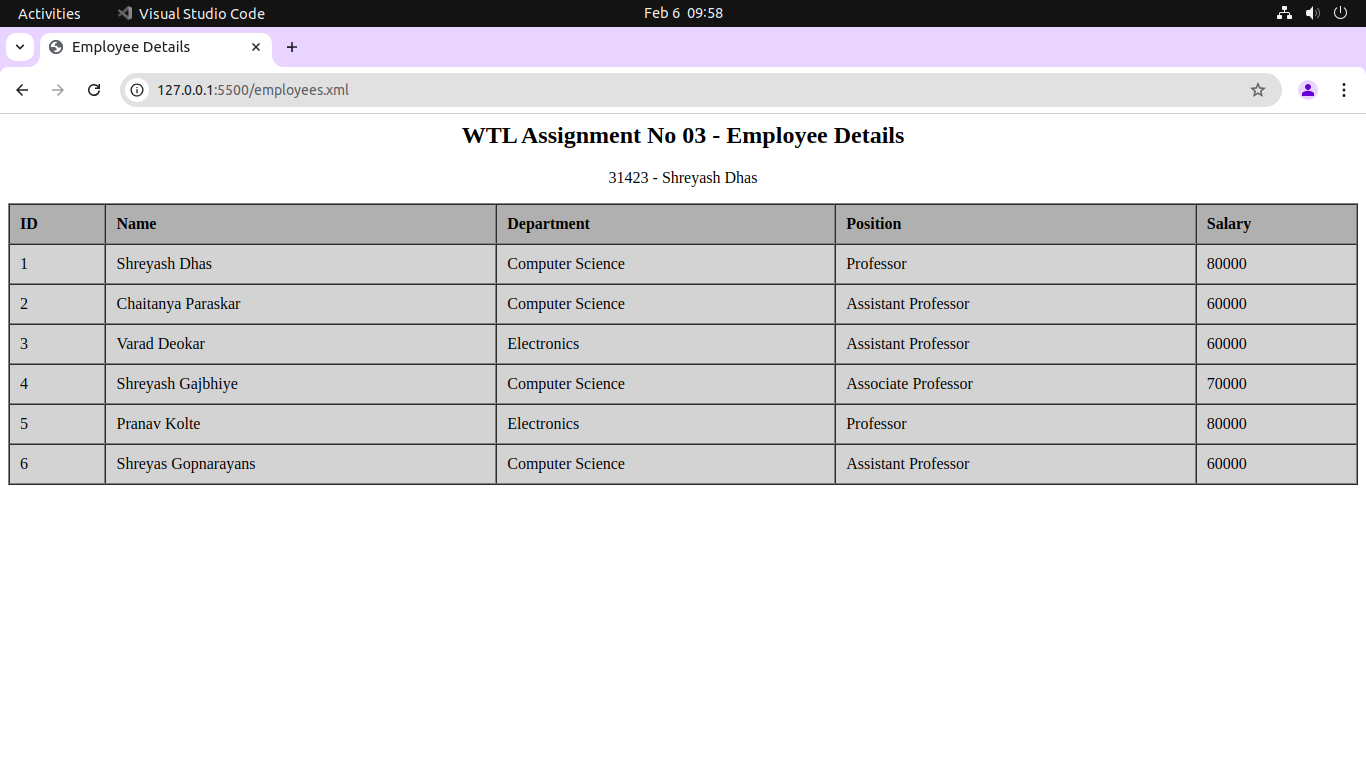 Activities Visual Studio Code Feb 6 09:58
Employee Details
127.0.0.1:5500/employees.xml
WTL Assignment No 03 - Employee Details
31423 - Shreyash Dhas
ID Name Department Position Salary
1 Shreyash Dhas Computer Science Professor 80000
2 Chaitanya Paraskar Computer Science Assistant Professor 60000
3 Varad Deokar Electronics Assistant Professor 60000
4 Shreyash Gajbhiye Computer Science Associate Professor 70000
5 Pranav Kolte Electronics Professor 80000
6 Shreyas Gopnarayans Computer Science Assistant Professor 60000